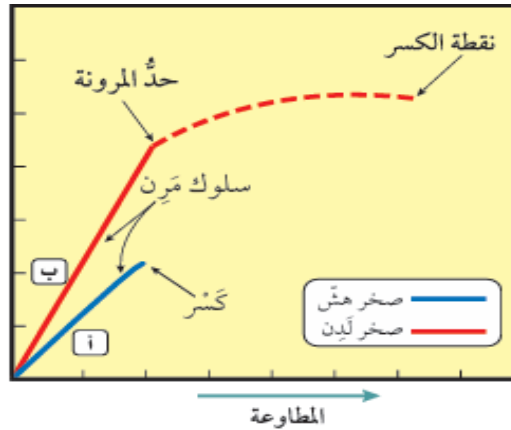 نقطة الكسر
حدُّ المرونة
سلوك مَرِن
ب
كَسْر
أ
صخر هشّ
صخر لَدِن
المطاوعة